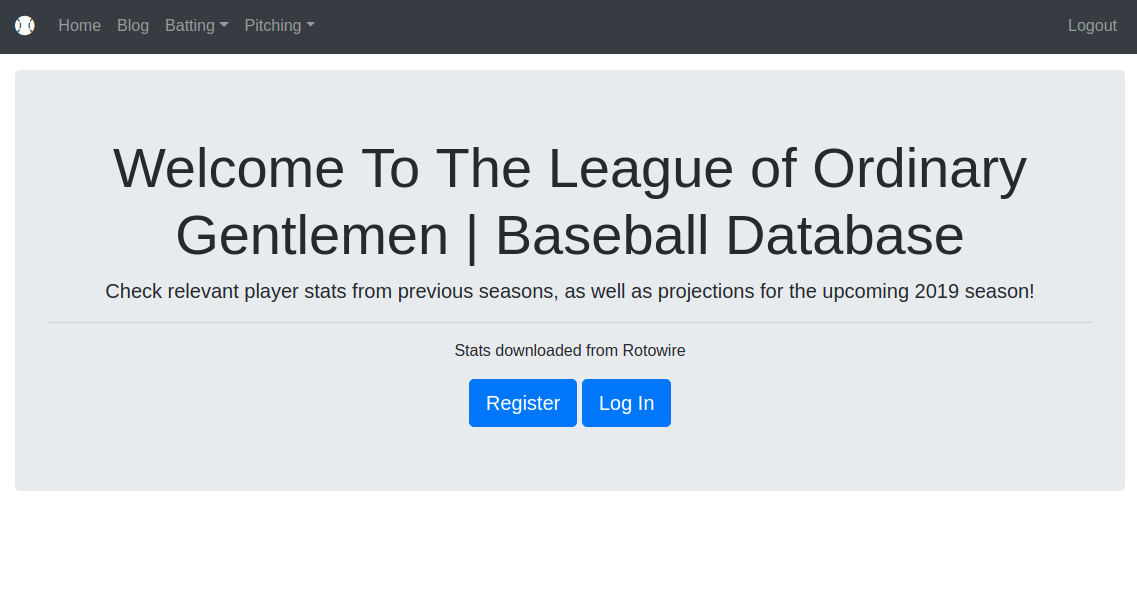 Home Blog Batting Pitching Logout
Welcome To The League of Ordinary
Gentlemen | Baseball Database
Check relevant player stats from previous seasons, as well as projections for the upcoming 2019 season!
Stats downloaded from Rotowire
Register Log In